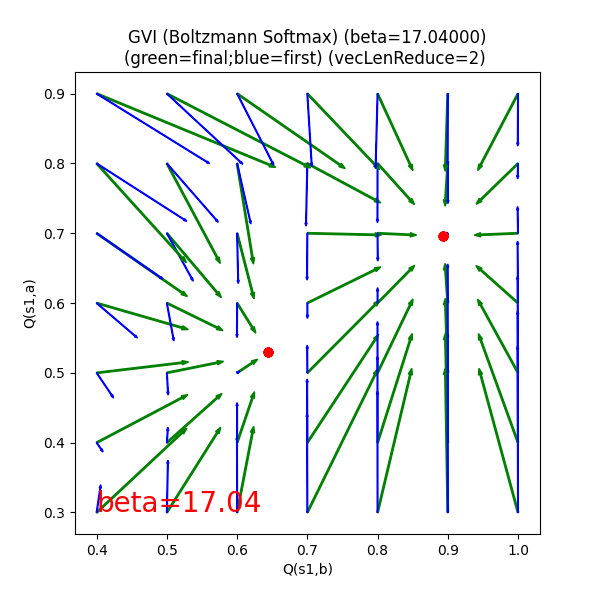 GVI (Boltzmann Softmax) (beta=17.04000)
(green=final;blue=first) (vecLenReduce=2)
Q(s1,a)
0.9
0.8
0.7
0.6
0.5
0.4
0.3
beta=17.04
0.4 0.5 0.6 0.7 0.8 0.9 1.0
Q(s1,b)